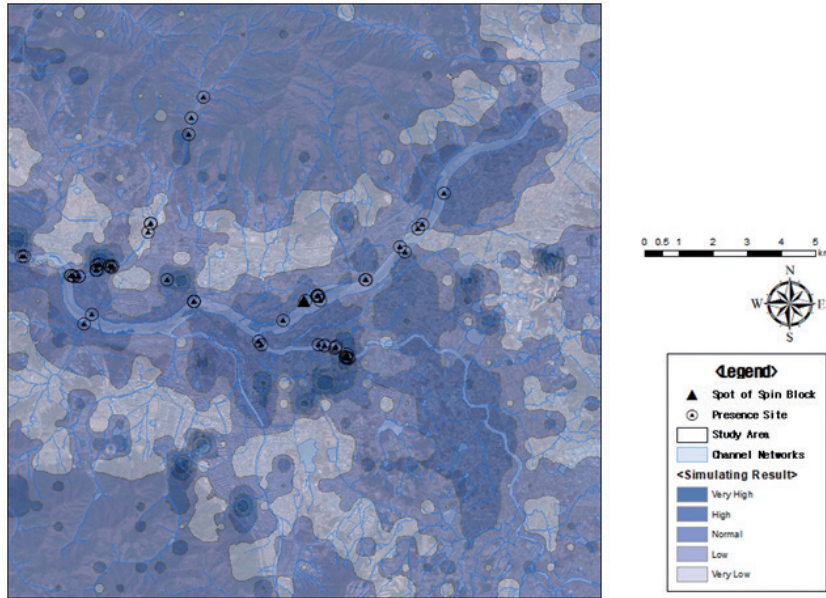 0 0.5 1 2 3 4 5
N
W E
S
<Legend>
Spot of Spin Block
Presence Site
Study Area
Channel Networks
<Simulating Result>
Very High
High
Normal
Low
Very Low